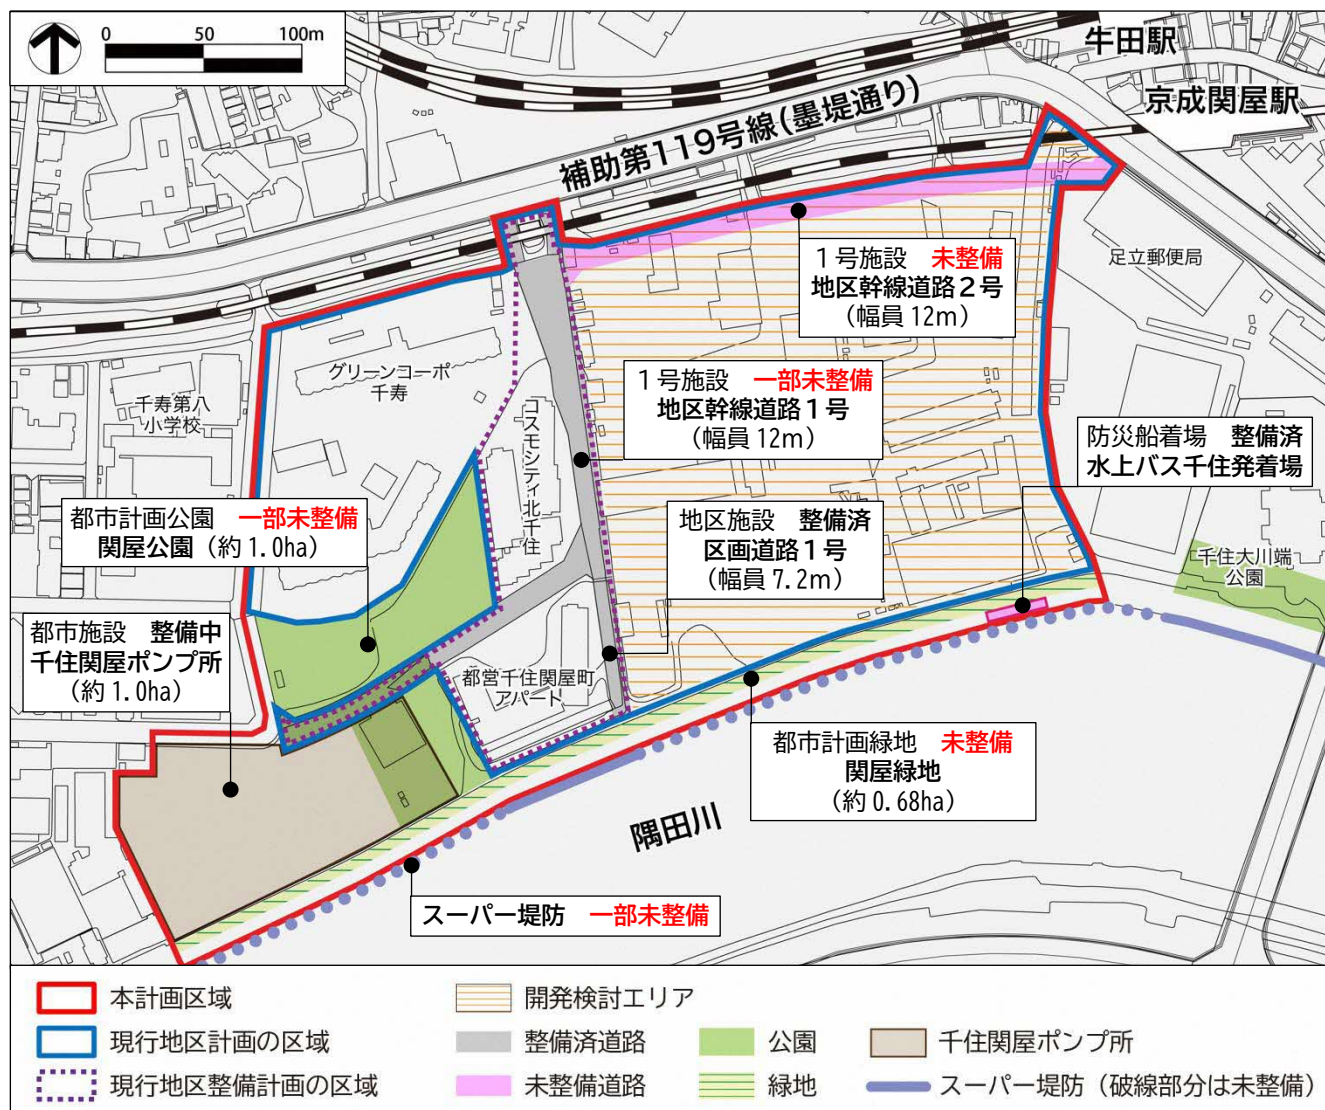 0 50 100m
牛田駅
京成関屋駅
補助第119号線(墨堤通り)
足立郵便局
1号施設 未整備
地区幹線道路2号
(幅員12m)
グリーンコーポ
千寿
千寿第八
小学校
コスモシティ北千住
1号施設 一部未整備
地区幹線道路1号
(幅員12m)
防災船着場 整備済
水上バス千住発着場
都市計画公園 一部未整備
関屋公園(約1.0ha)
地区施設 整備済
区画道路1号
(幅員7.2m)
千住大川端
公園
都市施設 整備中
千住関屋ポンプ所
(約1.0ha)
都営千住関屋町
アパート
都市計画緑地 未整備
関屋緑地
(約0.68ha)
隅田川
スーパー堤防 一部未整備
本計画区域
開発検討エリア
現行地区計画の区域
整備済道路
公園
千住関屋ポンプ所
現行地区整備計画の区域
未整備道路
緑地
スーパー堤防(破線部分は未整備)